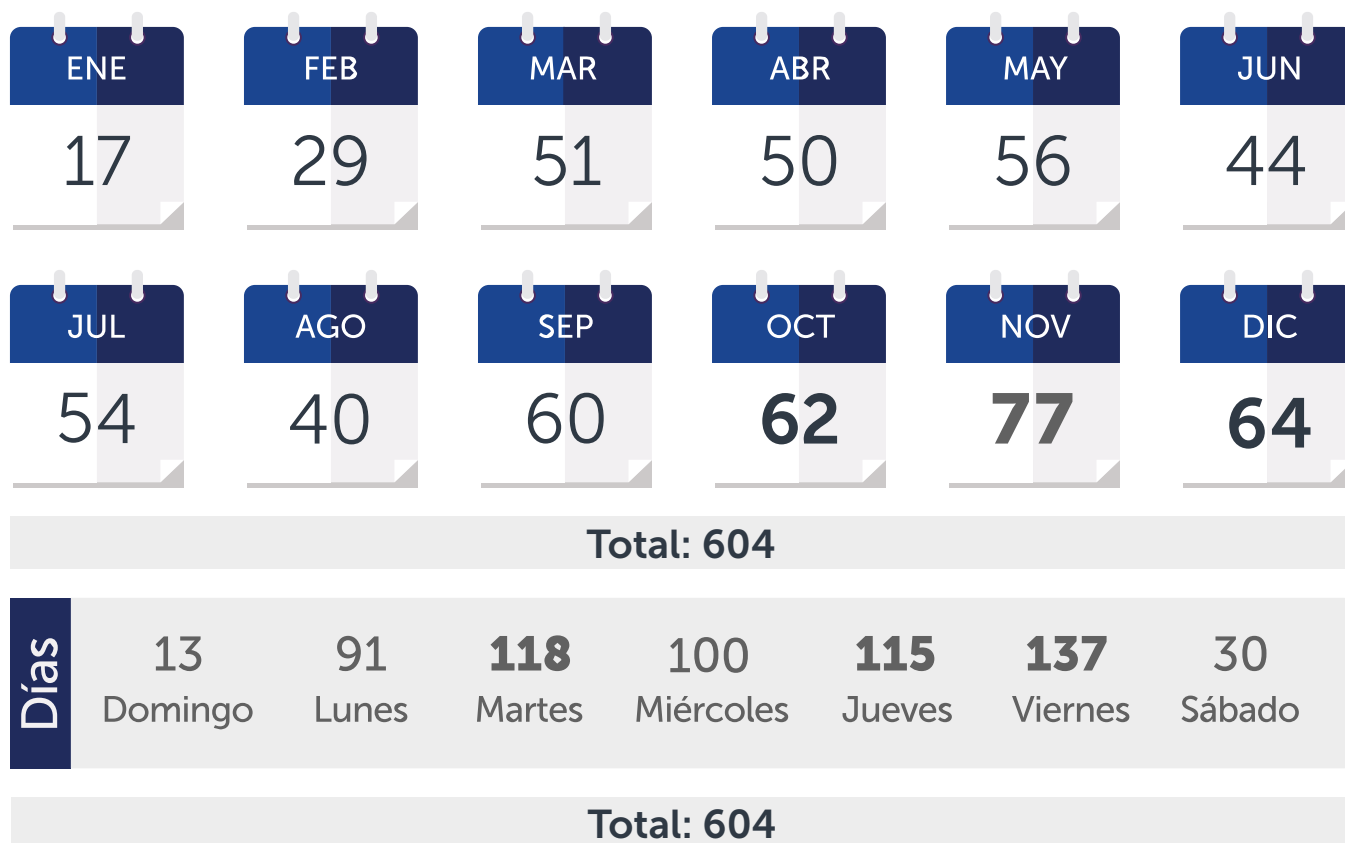 ENE FEB MAR ABR MAY JUN
17 29 51 50 56 44
JUL AGO SEP OCT NOV DIC
54 40 60 62 77 64
Total: 604
Días
13 91 118 100 115 137 30
Domingo Lunes Martes Miércoles Jueves Viernes Sábado
Total: 604